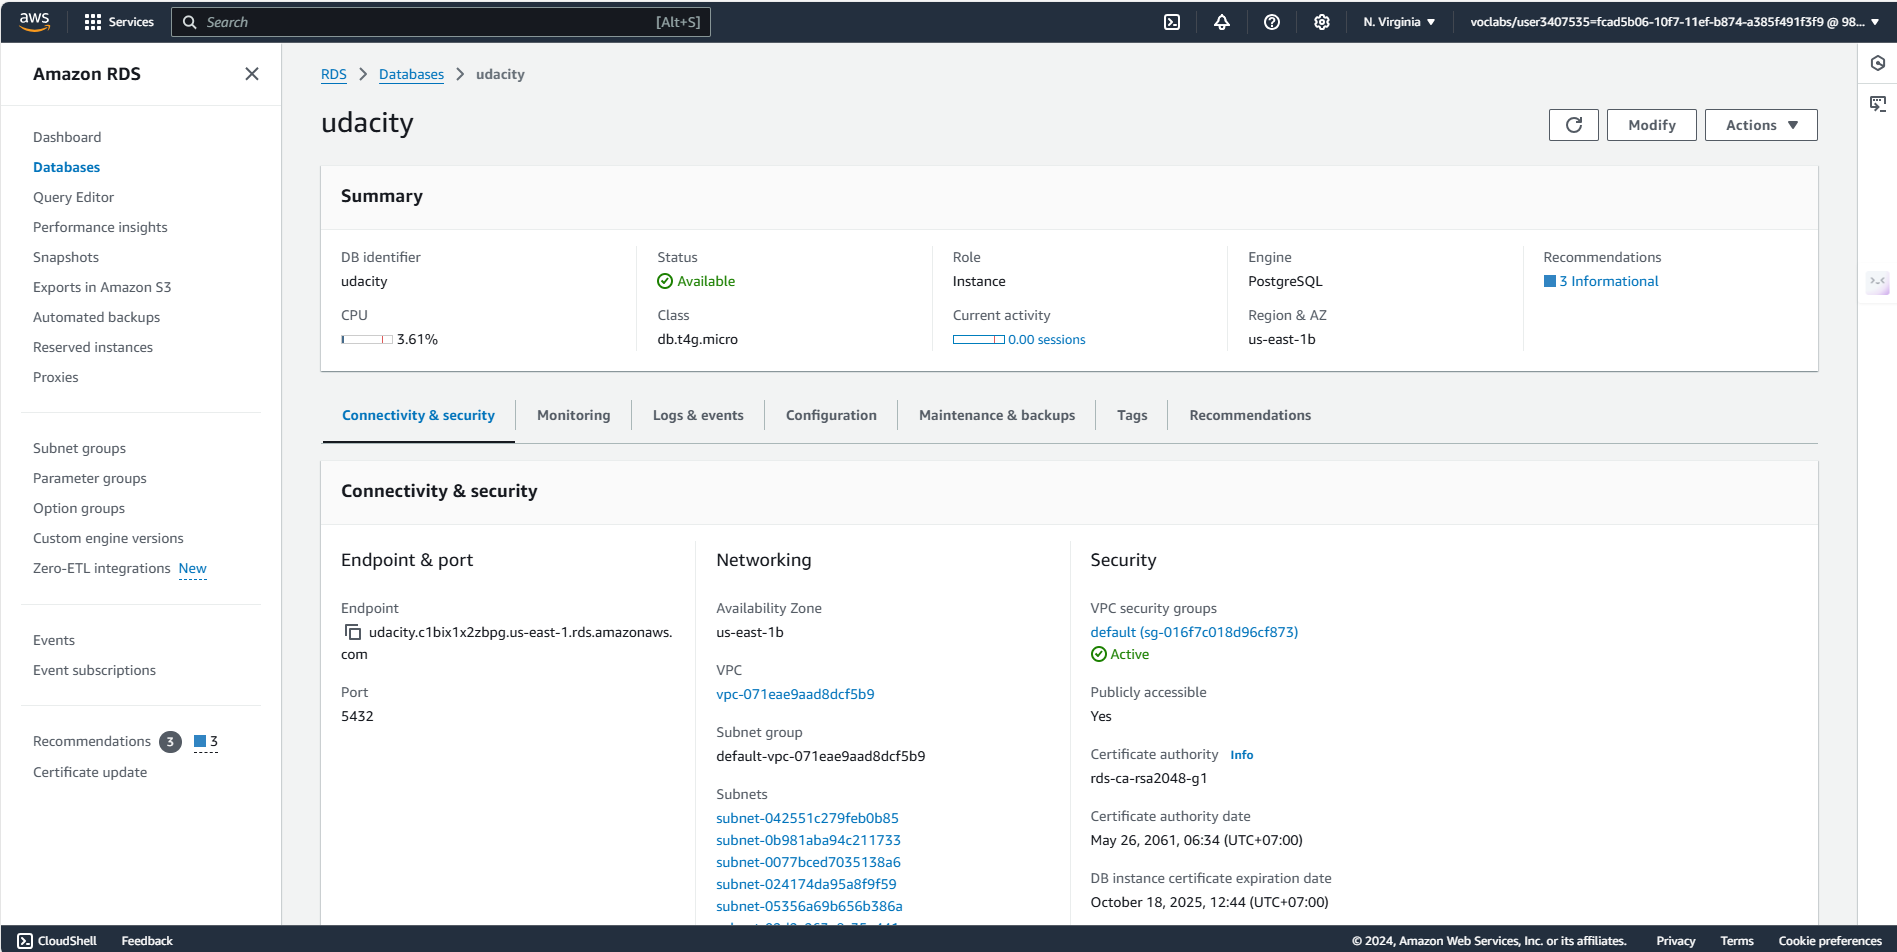 aws
Services
Search
[Alt+S]
N. Virginia
voclabs/user3407535=fcad5b06-10f7-11ef-b874-a385f491f3f9 @ 98...
Amazon RDS
Dashboard
Databases
Query Editor
Performance insights
Snapshots
Exports in Amazon S3
Automated backups
Reserved instances
Proxies
Subnet groups
Parameter groups
Option groups
Custom engine versions
Zero-ETL integrations New
Events
Event subscriptions
Recommendations 3 3
Certificate update
RDS > Databases > udacity
udacity
Modify
Actions
Summary
DB identifier
udacity
CPU
3.61%
Status
Available
Class
db.t4g.micro
Role
Instance
Current activity
0.00 sessions
Engine
PostgreSQL
Region & AZ
us-east-1b
Recommendations
3 Informational
Connectivity & security
Monitoring
Logs & events
Configuration
Maintenance & backups
Tags
Recommendations
Connectivity & security
Endpoint & port
Endpoint
udacity.c1bix1x2zbpg.us-east-1.rds.amazonaws.
com
Port
5432
Networking
Availability Zone
us-east-1b
VPC
vpc-071eae9aad8dcf5b9
Subnet group
default-vpc-071eae9aad8dcf5b9
Subnets
subnet-042551c279feb0b85
subnet-0b981aba94c211733
subnet-0077bced7035138a6
subnet-024174da95a8f9f59
subnet-05356a69b656b386a
Security
VPC security groups
default (sg-016f7c018d96cf873)
Active
Publicly accessible
Yes
Certificate authority Info
rds-ca-rsa2048-g1
Certificate authority date
May 26, 2061, 06:34 (UTC+07:00)
DB instance certificate expiration date
October 18, 2025, 12:44 (UTC+07:00)
CloudShell
Feedback
© 2024, Amazon Web Services, Inc. or its affiliates.
Privacy
Terms
Cookie preferences